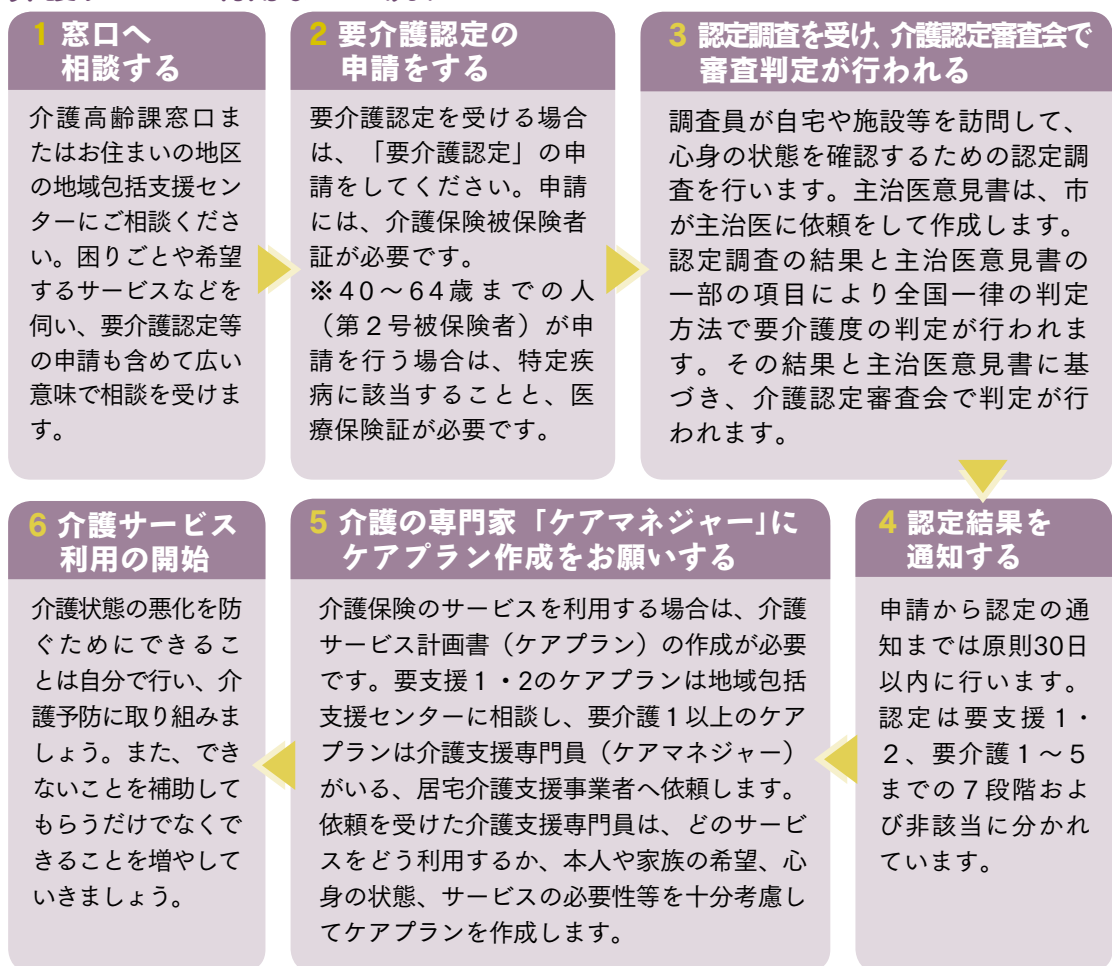 1 窓口へ
相談する
介護高齢課窓口ま
たはお住まいの地区
の地域包括支援セン
ターにご相談くださ
い。困りごとや希望
するサービスなどを
伺い、要介護認定等
の申請も含めて広い
意味で相談を受けま
す。
2 要介護認定の
申請をする
要介護認定を受ける場合
は、「要介護認定」の申
請をしてください。申請
には、介護保険被保険者
証が必要です。
※40～64歳までの人
（第２号被保険者）が申
請を行う場合は、特定疾
病に該当することと、医
療保険証が必要です。
3 認定調査を受け、介護認定審査会で
審査判定が行われる
調査員が自宅や施設等を訪問して、
心身の状態を確認するための認定調
査を行います。主治医意見書は、市
が主治医に依頼をして作成します。
認定調査の結果と主治医意見書の
一部の項目により全国一律の判定
方法で要介護度の判定が行われま
す。その結果と主治医意見書に基
づき、介護認定審査会で判定が行
われます。
4 認定結果を
通知する
申請から認定の通
知までは原則30日
以内に行います。
認定は要支援１・
２、要介護１～５
までの７段階およ
び非該当に分かれ
ています。
5 介護の専門家「ケアマネジャー」に
ケアプラン作成をお願いする
介護保険のサービスを利用する場合は、介護
サービス計画書（ケアプラン）の作成が必要
です。要支援１・2のケアプランは地域包括
支援センターに相談し、要介護１以上のケア
プランは介護支援専門員（ケアマネジャー）
がいる、居宅介護支援事業者へ依頼します。
依頼を受けた介護支援専門員は、どのサービ
スをどう利用するか、本人や家族の希望、心
身の状態、サービスの必要性等を十分考慮し
てケアプランを作成します。
6 介護サービス
利用の開始
介護状態の悪化を防
ぐためにできるこ
とは自分で行い、介
護予防に取り組みま
しょう。また、でき
ないことを補助して
もらうだけでなくで
きることを増やして
いきましょう。